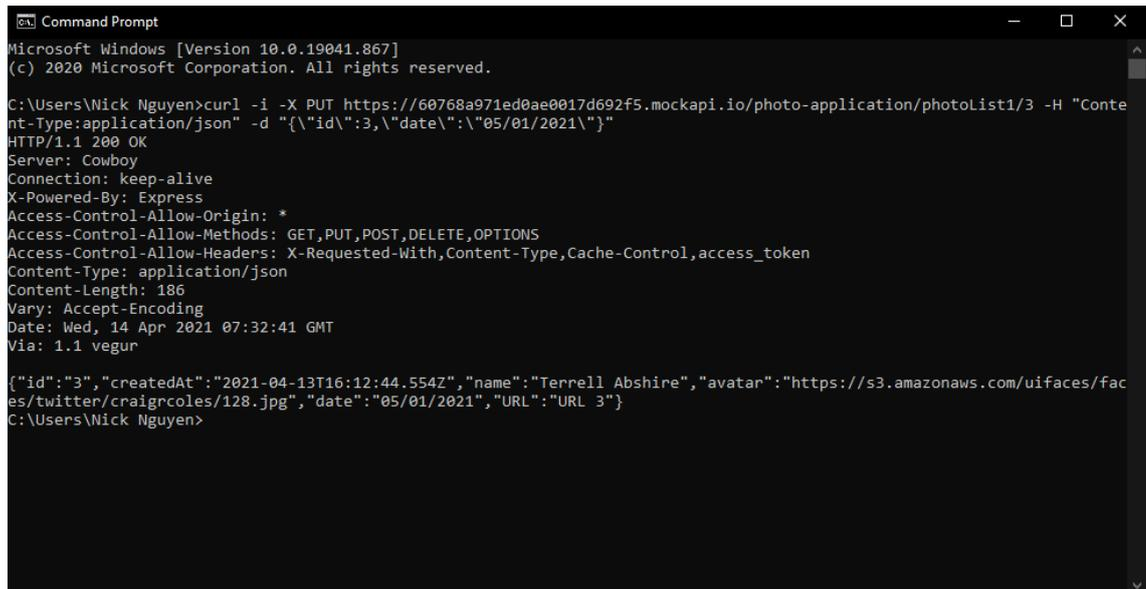 Command Prompt
Microsoft Windows [Version 10.0.19041.867]
(c) 2020 Microsoft Corporation. All rights reserved.
C:\Users\Nick Nguyen>curl -i -X PUT https://60768a971ed0ae0017d692f5.mockapi.io/photo-application/photoList1/3 -H "Conte
nt-Type:application/json" -d "{\"id\":3,\"date\":\"05/01/2021\"}"
HTTP/1.1 200 OK
Server: Cowboy
Connection: keep-alive
X-Powered-By: Express
Access-Control-Allow-Origin: *
Access-Control-Allow-Methods: GET,PUT,POST,DELETE,OPTIONS
Access-Control-Allow-Headers: X-Requested-With,Content-Type,Cache-Control,access_token
Content-Type: application/json
Content-Length: 186
Vary: Accept-Encoding
Date: Wed, 14 Apr 2021 07:32:41 GMT
Via: 1.1 vegur
{"id":"3","createdAt":"2021-04-13T16:12:44.554Z","name":"Terrell Abshire","avatar":"https://s3.amazonaws.com/uifaces/fac
es/twitter/craigrcoles/128.jpg","date":"05/01/2021","URL":"URL 3"}
C:\Users\Nick Nguyen>